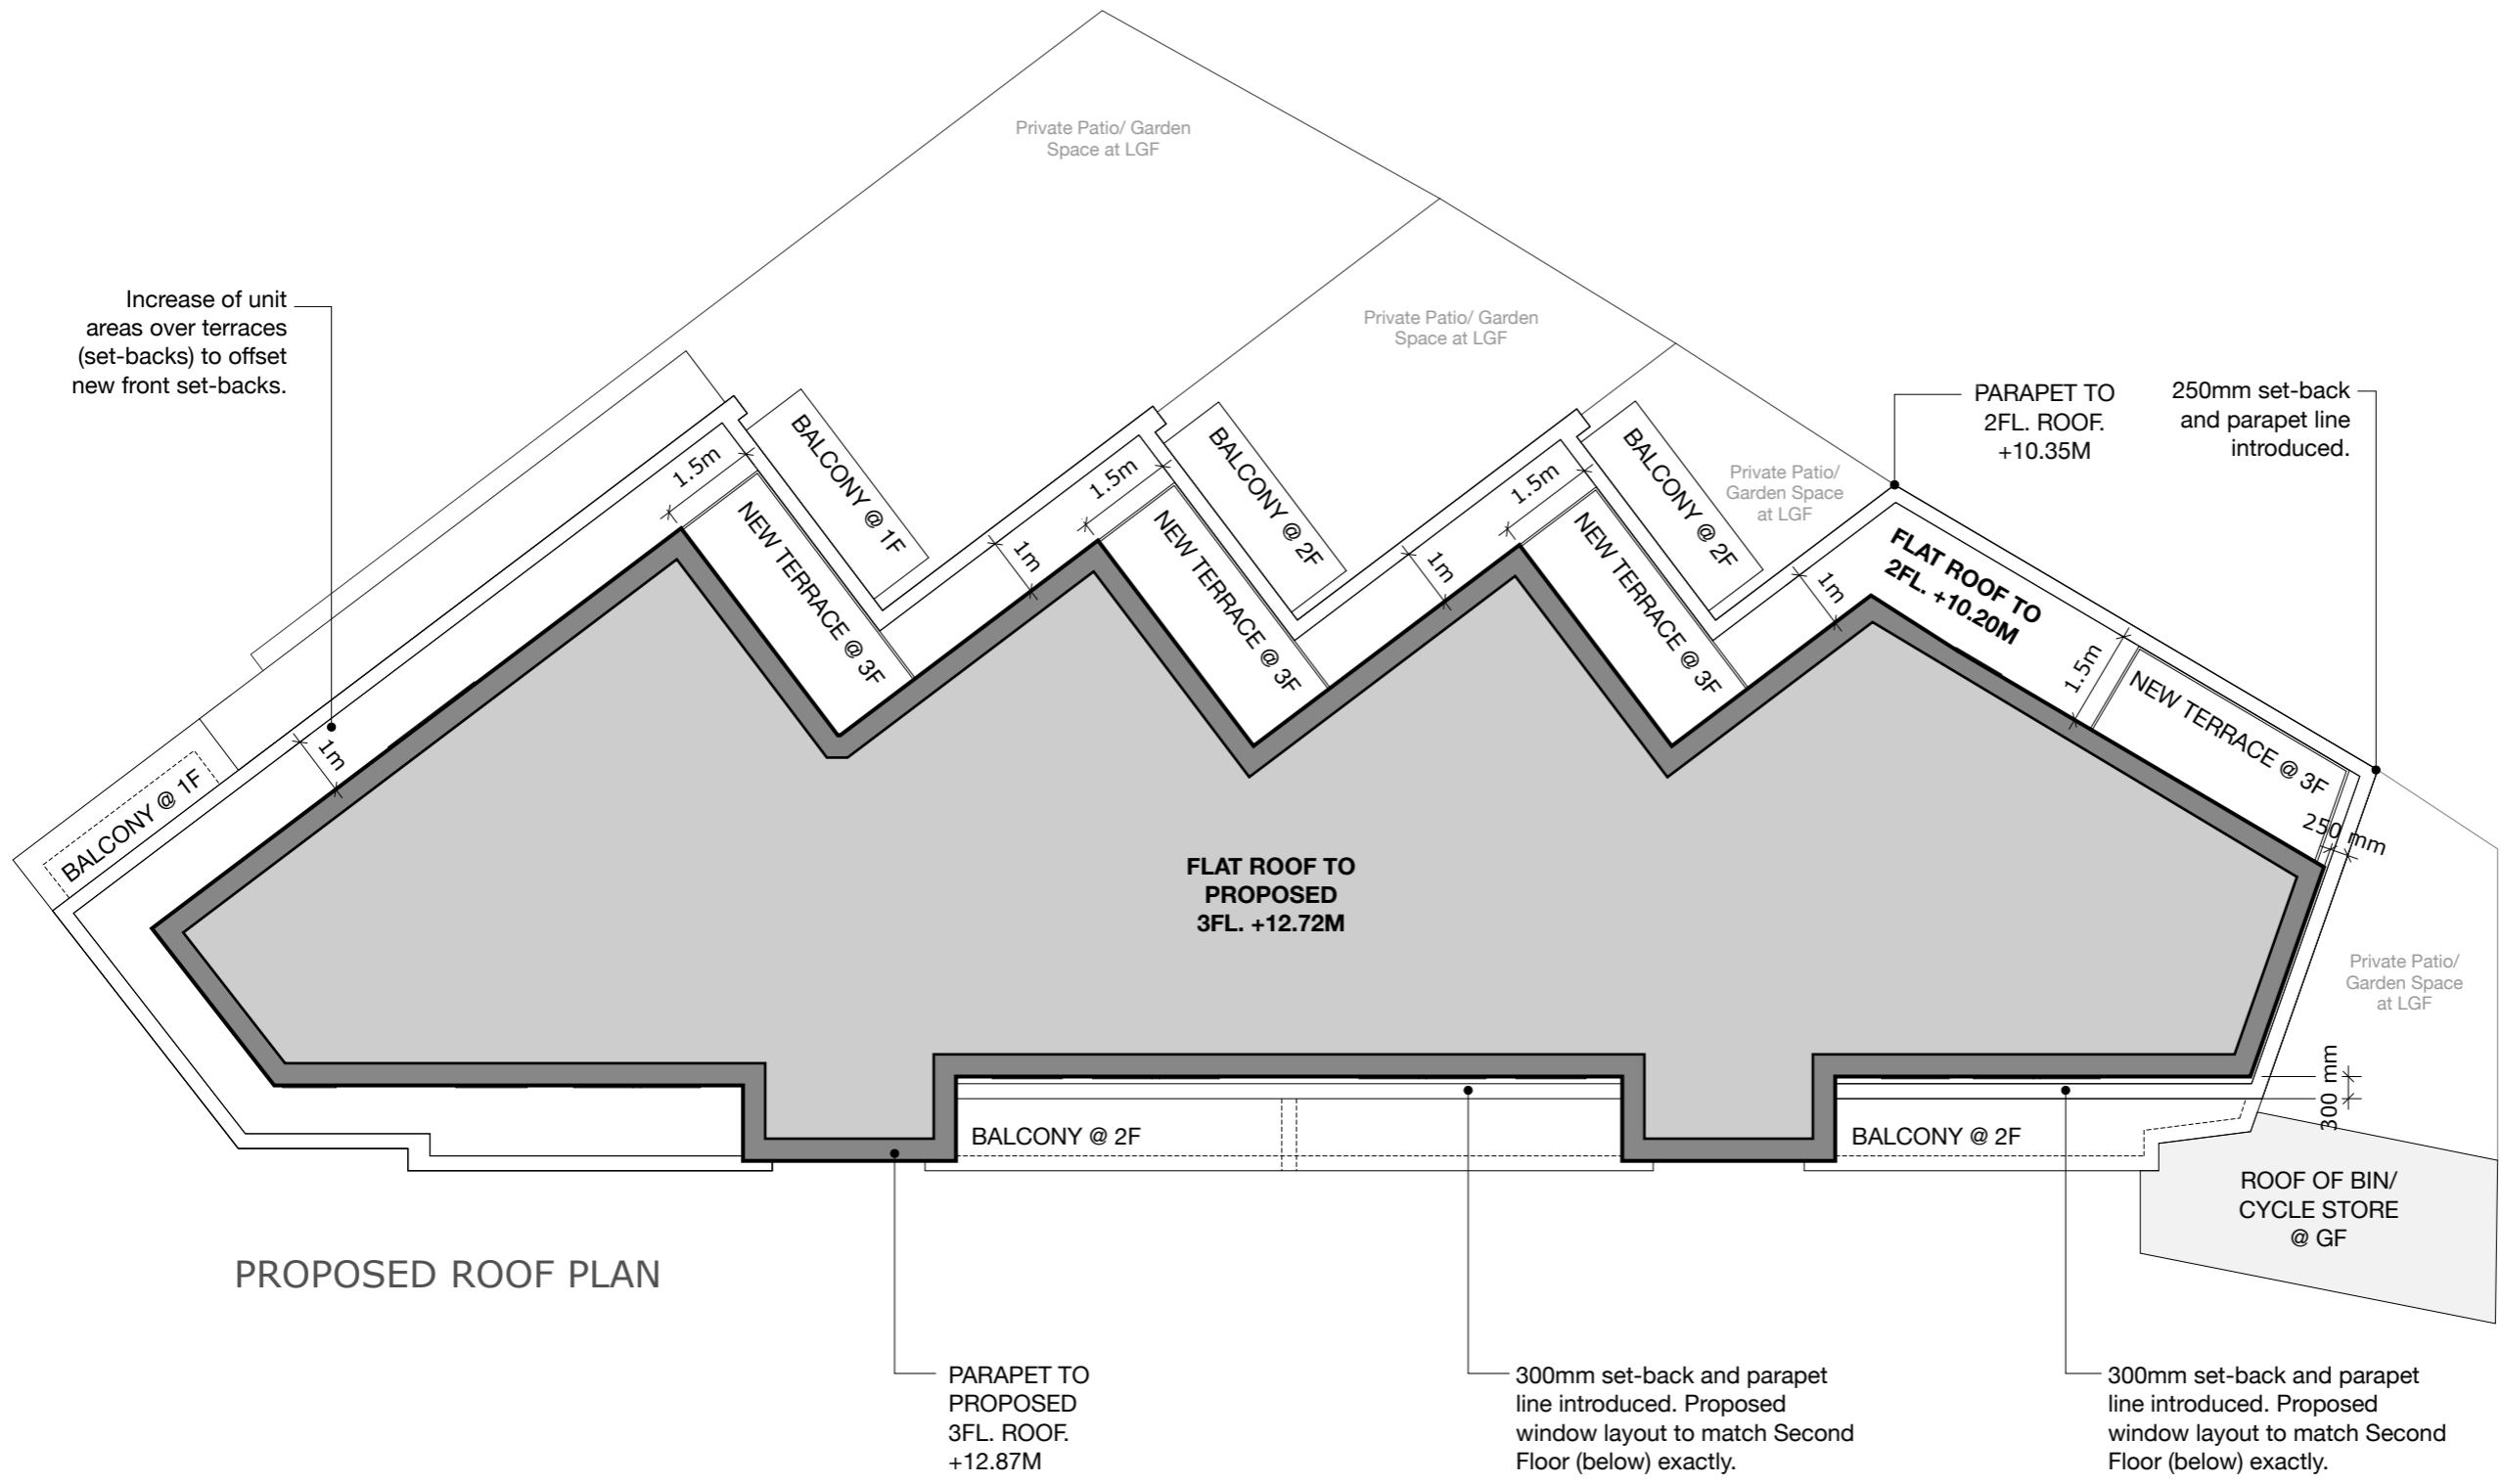 Private Patio/ Garden
Space at LGF
Increase of unit
areas over terraces
(set-backs) to offset
new front set-backs.
Private Patio/ Garden
Space at LGF
PARAPET TO
2FL. ROOF.
+10.35M
250mm set-back
and parapet line
introduced.
1.5m
BALCONY @ 1F
1.5m
BALCONY @ 2F
1.5m
BALCONY @ 2F
Private Patio/
Garden Space
at LGF
NEW TERRACE @ 3F
1m
NEW TERRACE @ 3F
1m
NEW TERRACE @ 3F
1m
FLAT ROOF TO
2FL. +10.20M
1.5m
NEW TERRACE @ 3F
1m
BALCONY @ 1F
250 mm
FLAT ROOF TO
PROPOSED
3FL. +12.72M
Private Patio/
Garden Space
at LGF
300 mm
BALCONY @ 2F
BALCONY @ 2F
ROOF OF BIN/
CYCLE STORE
@ GF
PROPOSED ROOF PLAN
PARAPET TO
PROPOSED
3FL. ROOF.
+12.87M
300mm set-back and parapet
line introduced. Proposed
window layout to match Second
Floor (below) exactly.
300mm set-back and parapet
line introduced. Proposed
window layout to match Second
Floor (below) exactly.